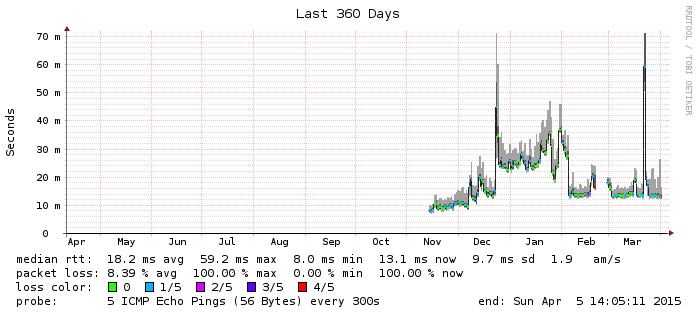 Last 360 Days
RRDTOOL / TOBI OETIKER
Seconds
70 m
60 m
50 m
40 m
30 m
20 m
10 m
0
Apr May Jun Jul Aug Sep Oct Nov Dec Jan Feb Mar
median rtt: 18.2 ms avg 59.2 ms max 8.0 ms min 13.1 ms now 9.7 ms sd 1.9 am/s
packet loss: 8.39 % avg 100.00 % max 0.00 % min 100.00 % now
loss color: 0 1/5 2/5 3/5 4/5
probe: 5 ICMP Echo Pings (56 Bytes) every 300s end: Sun Apr 5 14:05:11 2015